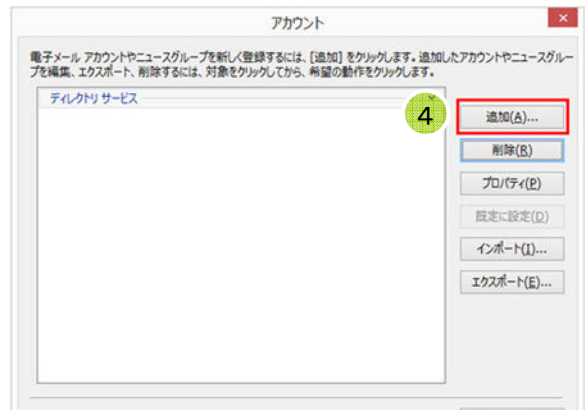 アカウント
電子メール アカウントやニュースグループを新しく登録するには、[追加] をクリックします。追加したアカウントやニュースグルー
プを編集、エクスポート、削除するには、対象をクリックしてから、希望の動作をクリックします。
ディレクトリ サービス
4
追加(A)...
削除(R)
プロパティ(P)
既定に設定(D)
インポート(I)...
エクスポート(E)...